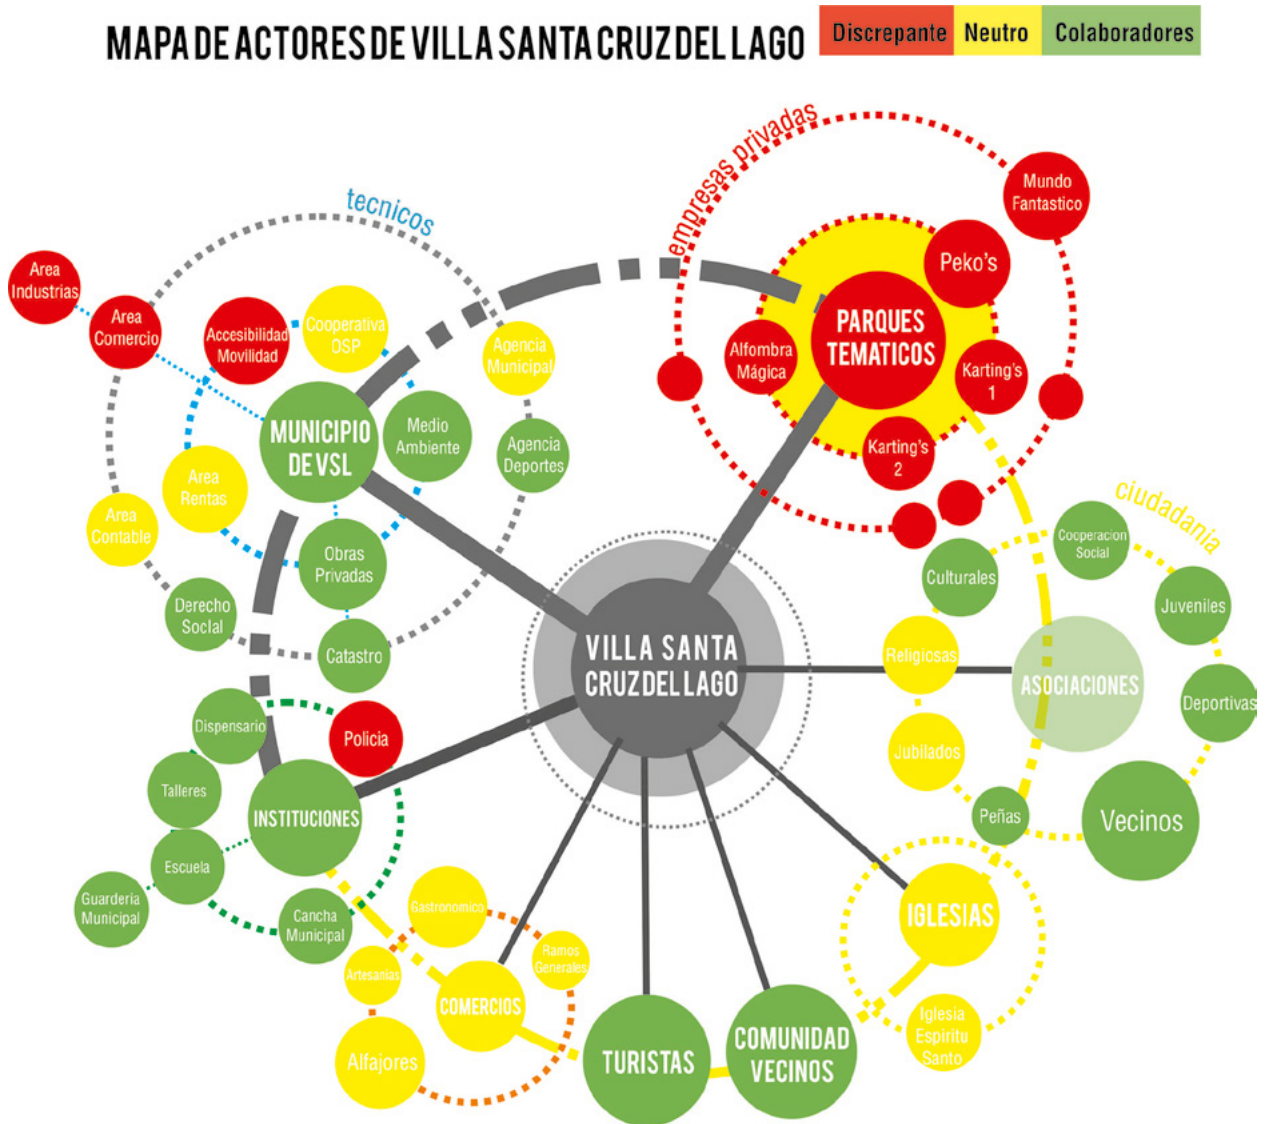 MAPA DE ACTORES DE VILLA SANTA CRUZ DEL LAGO
Discrepante
Neutro
Colaboradores
empresas privadas
Mundo
Fantastico
Peko's
PARQUES
TEMATICOS
Alfombra
Mágica
Karting's
1
Karting's
2
tecnicos
Area
Industrias
Area
Comercio
Accesibilidad
Movilidad
Cooperativa
OSP
Agencia
Municipal
MUNICIPIO
DE VSL
Medio
Ambiente
Agencia
Deportes
Area
Rentas
Area
Contable
Obras
Privadas
Derecho
Social
Catastro
ciudadania
Cooperacion
Social
Culturales
Juveniles
Religiosas
ASOCIACIONES
Deportivas
Jubilados
Peñas
Vecinos
VILLA SANTA
CRUZ DEL LAGO
Dispensario
Policia
Talleres
INSTITUCIONES
Escuela
Guarderia
Municipal
Cancha
Municipal
Gastronomico
Ramos
Generales
Artesanias
COMERCIOS
Alfajores
TURISTAS
COMUNIDAD
VECINOS
IGLESIAS
Iglesia
Espiritu
Santo